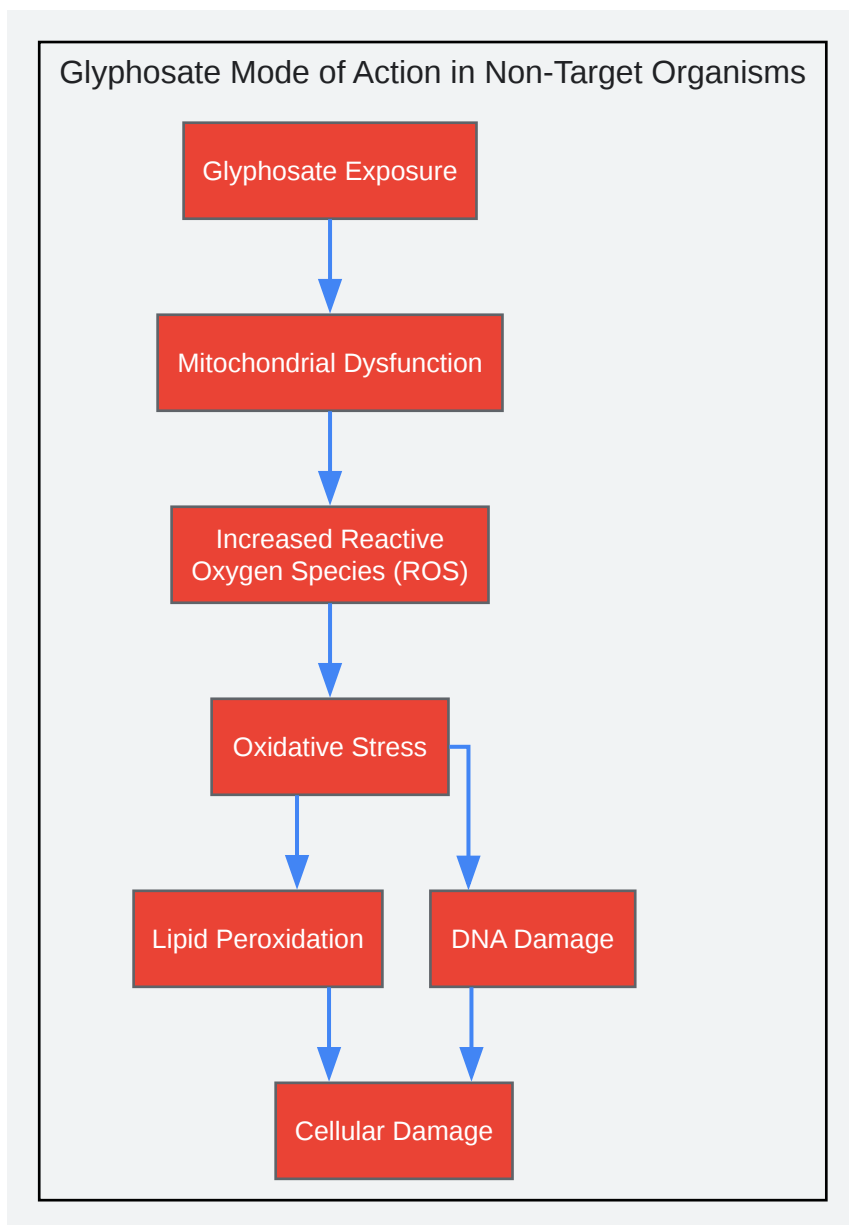 Glyphosate Mode of Action in Non-Target Organisms
Glyphosate Exposure
Mitochondrial Dysfunction
Increased Reactive
Oxygen Species (ROS)
Oxidative Stress
Lipid Peroxidation
DNA Damage
Cellular Damage